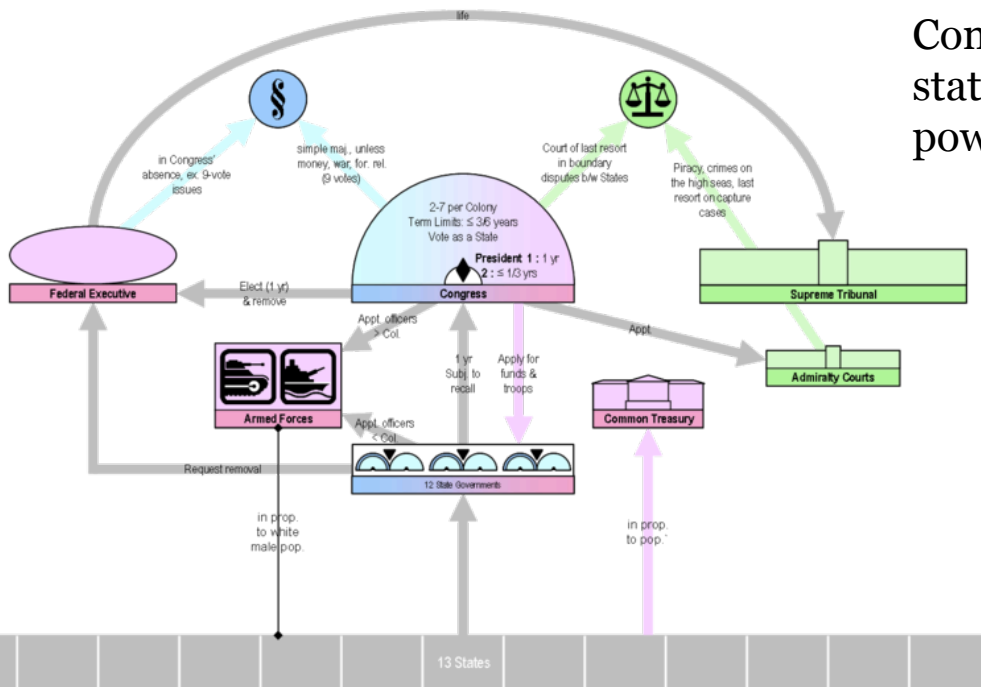 life
Con
stat
pow
§
in Congress'
absence, ex. 9-vote
issues
simple maj., unless
money, war, for. rel.
(9 votes)
Court of last resort
in boundary
disputes b/w States
Piracy, crimes on
the high seas, last
resort on capture
cases
2-7 per Colony
Term Limits: ≤ 3/6 years
Vote as a State
President 1 : 1 yr
2 : ≤ 1/3 yrs
Federal Executive
Elect (1 yr)
& remove
Congress
Supreme Tribunal
Appt. officers
> Col.
1 yr
Subj. to
recall
Apply for
funds &
troops
Appt.
Admiralty Courts
Armed Forces
Common Treasury
Appt. officers
< Col.
Request removal
12 State Governments
in prop.
to white
male pop.
in prop.
to pop.`
13 States